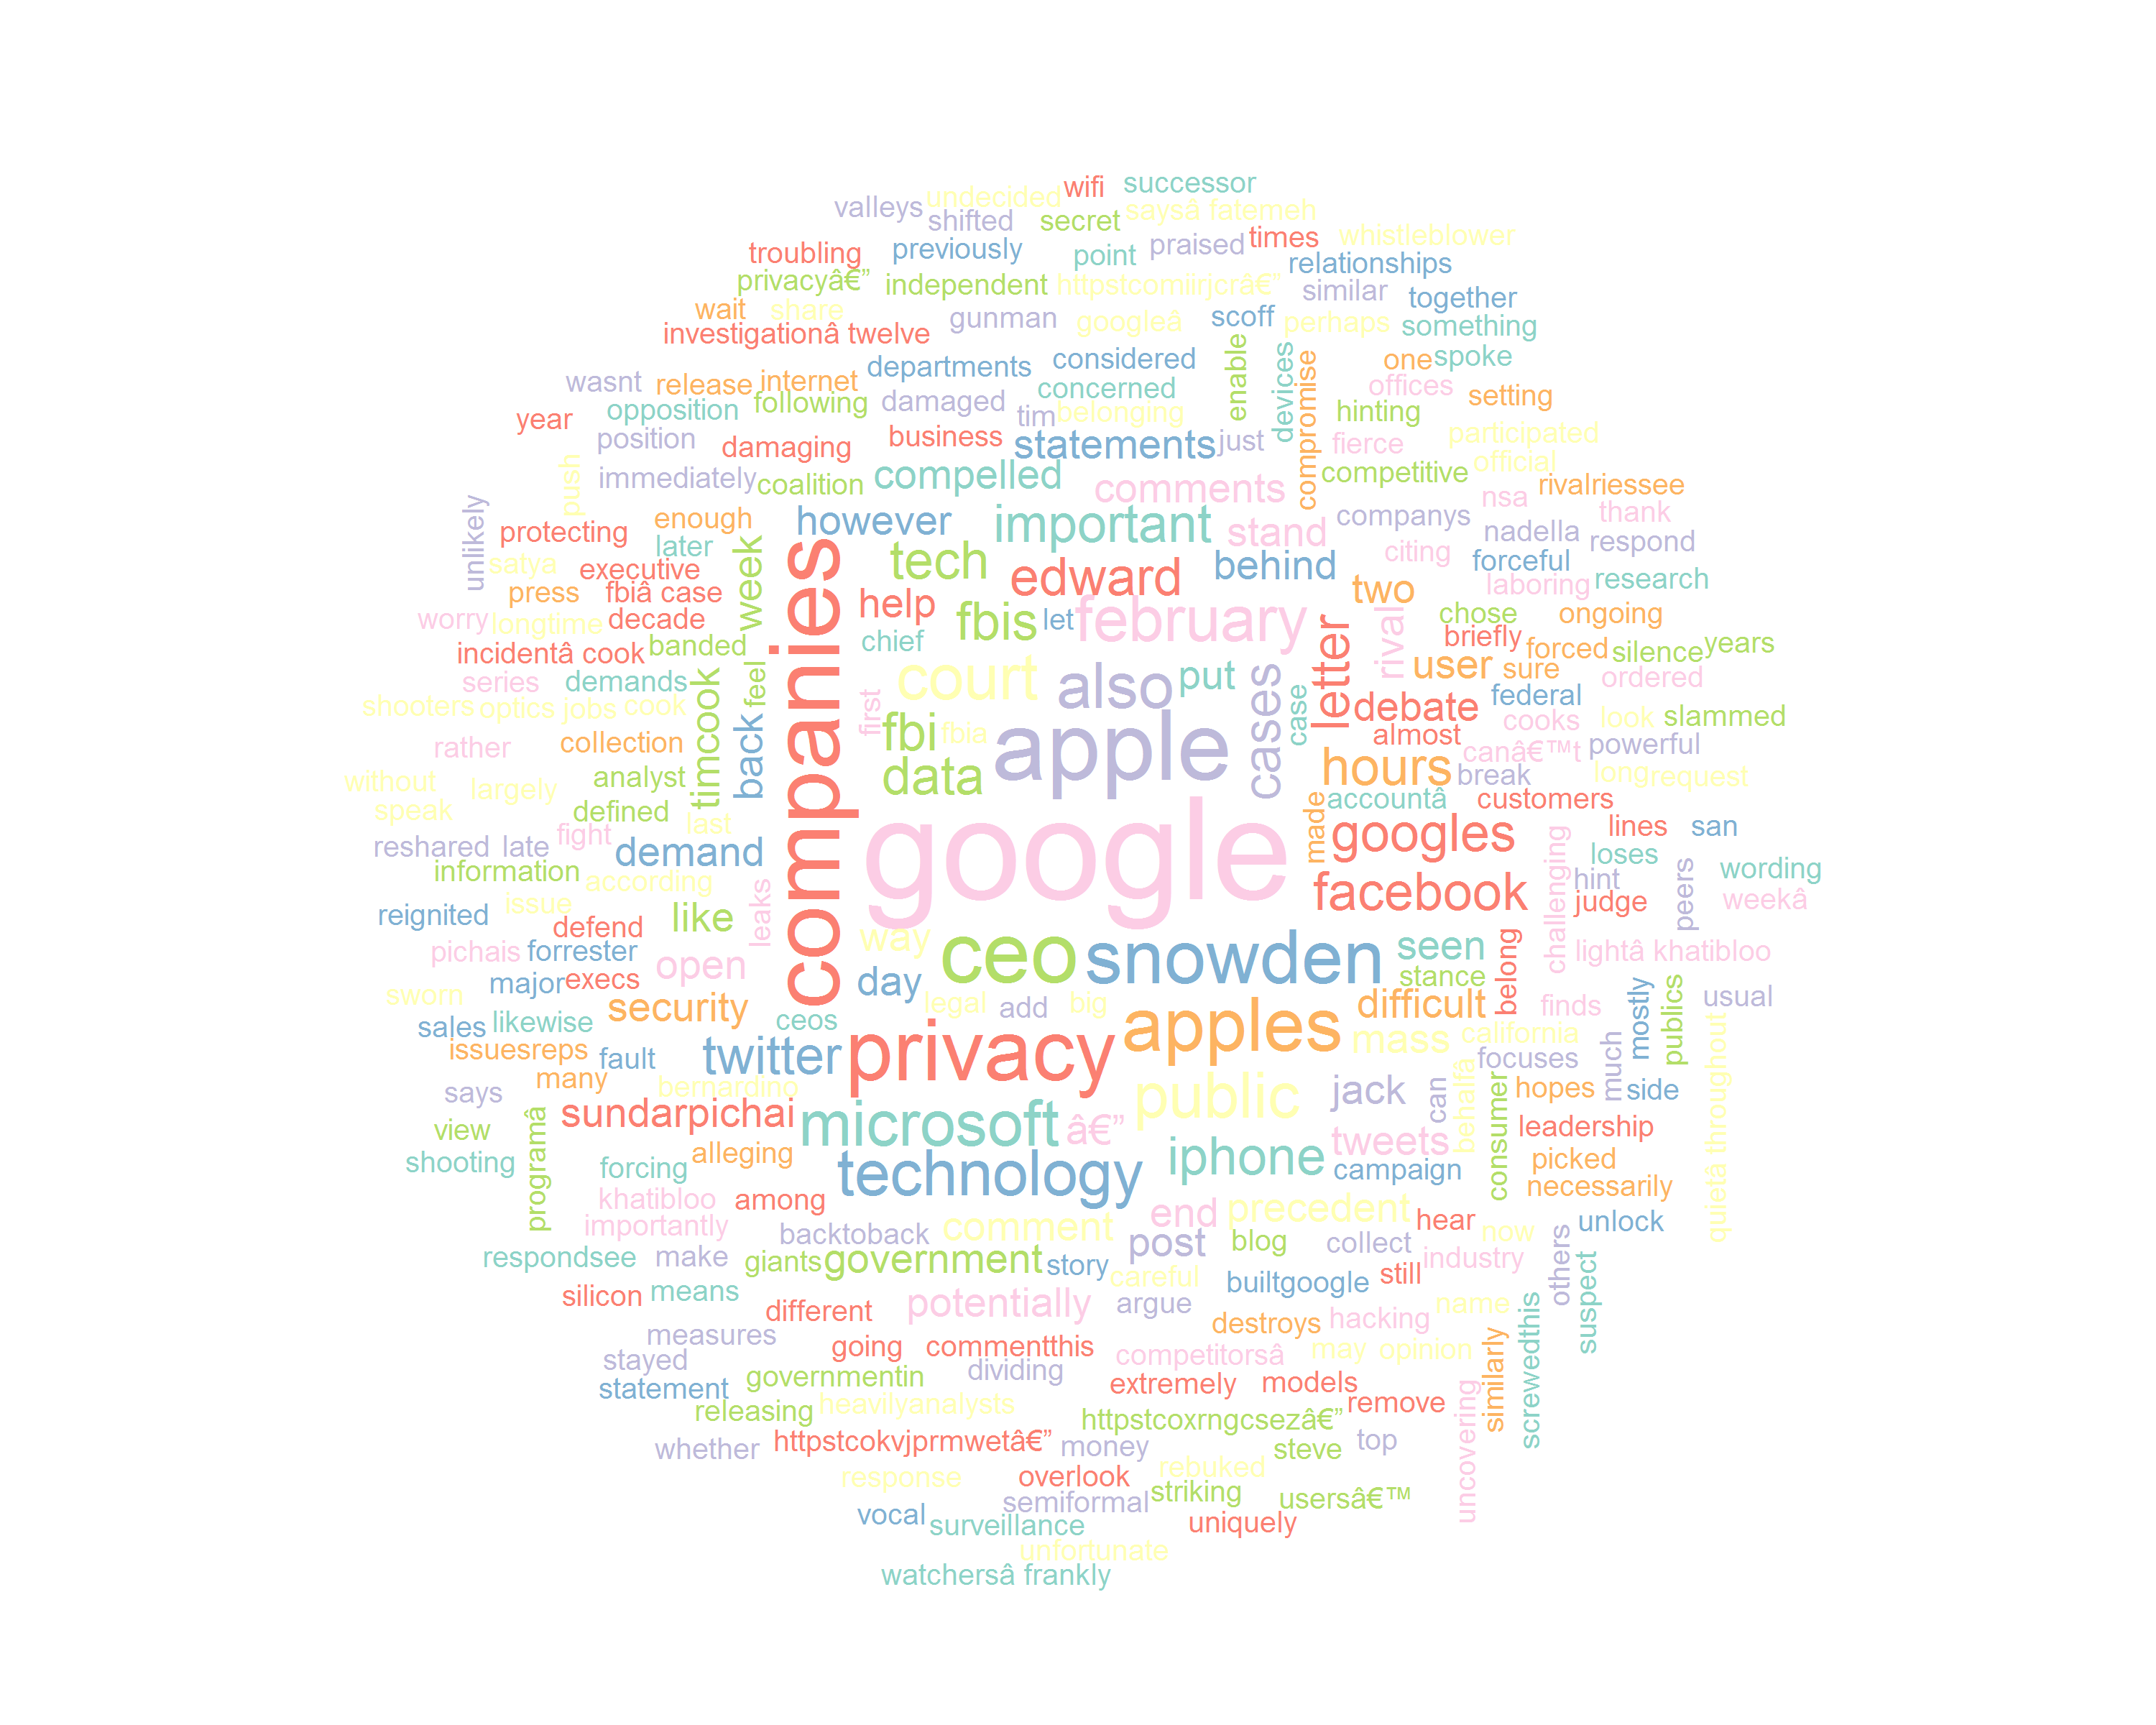 wifi successor
undecided
valleys
saysâ fatemeh
shifted secret
times whistleblower
praised
previously point
troubling
relationships
privacyâ€” independent httpstcomiirjcrâ€” similar together
wait share
gunman googleâ scoff perhaps something
investigationâ twelve
enable
devices
compromise
departments considered one spoke
wasnt release internet concerned offices setting
year opposition following damaged tim belonging hinting
position damaging business statements just fierce participated
push immediately coalition compelled comments competitive official
unlikely nsa rivalriessee
protecting enough however important stand companys thank
later week tech edward behind citing nadella respond
satya executive forceful
press fbiâ case help two laboring research
worry longtime decade fbis let february chose ongoing
incidentâ cook banded chief letter rival briefly forced silence years
series demands feel court also put cases user sure ordered
shooters optics jobs cook timcook first case debate federal
rather collection back fbi fbia apple almost cooks look slammed
canâ€™t powerful
without largely analyst data hours break long request
speak defined last companies made accountâ customers
reshared late fight demand google googles challenging lines san
information according facebook loses wording
reignited issue like leaks hint judge peers weekâ
defend way
pichais forrester open ceo snowden seen belong lightâ khatibloo
major execs day stance
sworn security legal add big difficult finds mostly publics usual
sales likewise ceos apples mass california
issuesreps fault twitter privacy focuses much quietâ throughout
many bernardino public jack can behalfâ consumer hopes side
says sundarpichai microsoft â€” tweets leadership
view alleging iphone campaign picked
shooting programâ forcing technology necessarily
khatibloo among end precedent hear now unlock
importantly backtoback comment post blog collect industry others
respondsee make giants government story careful builtgoogle still suspect
silicon means different potentially argue destroys hacking name similarly screwedthis
measures going commentthis competitorsâ may opinion
stayed governmentin dividing
statement heavilyanalysts extremely models remove uncovering
releasing httpstcoxrngcsezâ€”
whether httpstcokvjprmwetâ€” money steve top
response overlook rebuked
semiformal striking usersâ€™
vocal surveillance uniquely
unfortunate
watchersâ frankly